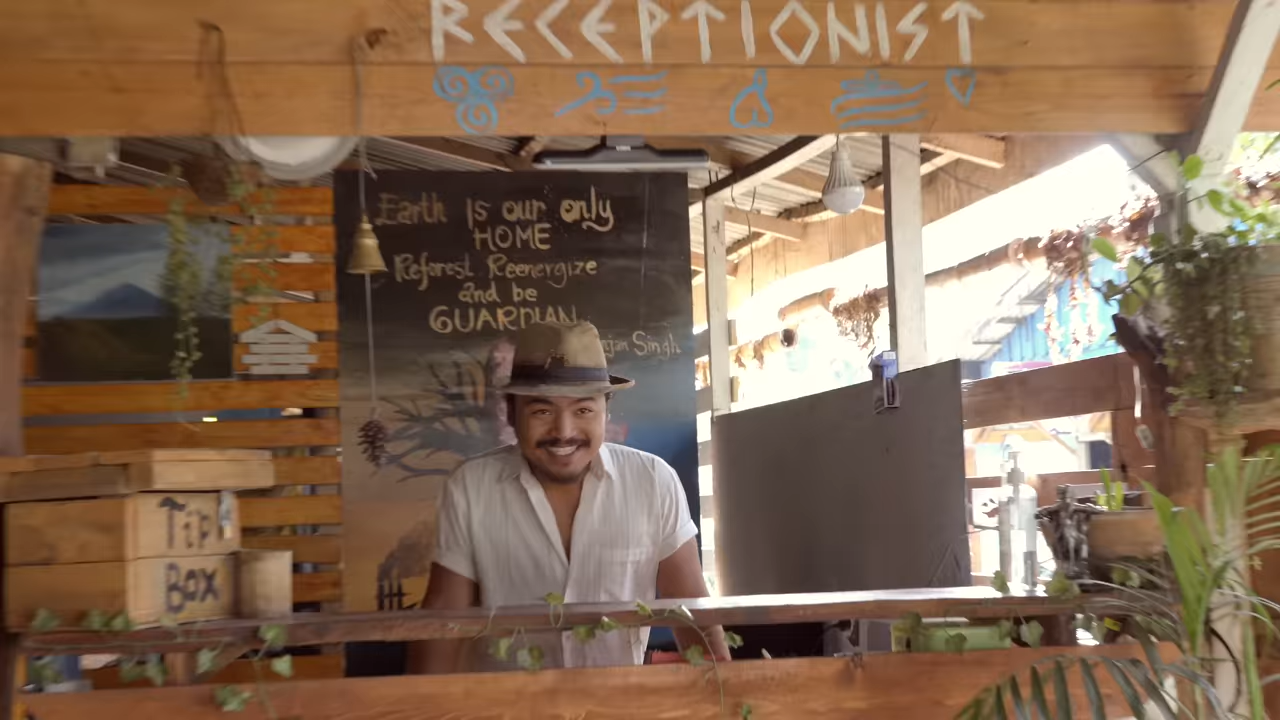 RECEPTIONIST
Earth is our only
HOME
Reforest Reenergize
and be
GUARDIAN
Singh
Tip
Box